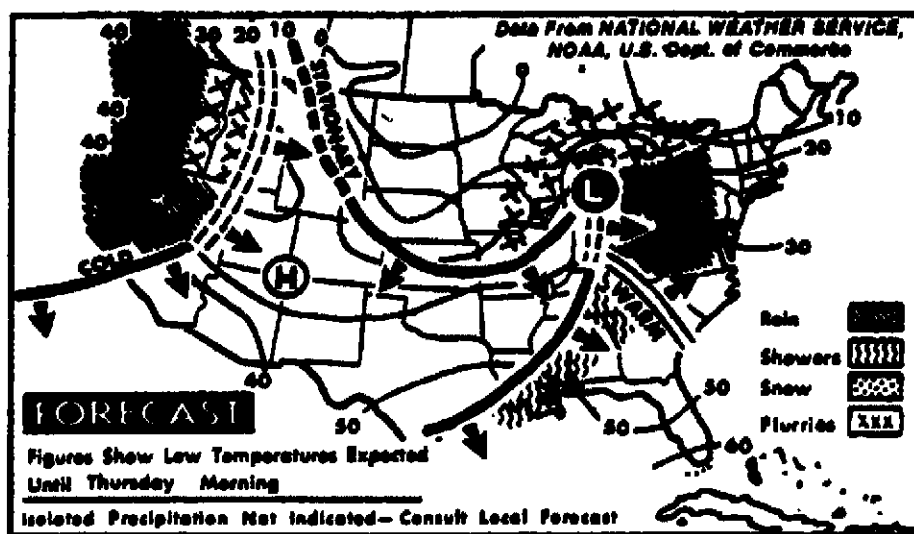 Data From NATIONAL WEATHER SERVICE,
NOAA, U.S. Dept. of Commerce
40 30 20 10 0
STATIONARY
0
40
10
40
20
L
COLD
30
H
WARM
Rain
Showers
40
Snow
50
FORECAST
50
50
Flurries XXX
60
Figures Show Low Temperatures Expected
Until Thursday Morning
Isolated Precipitation Not Indicated — Consult Local Forecast